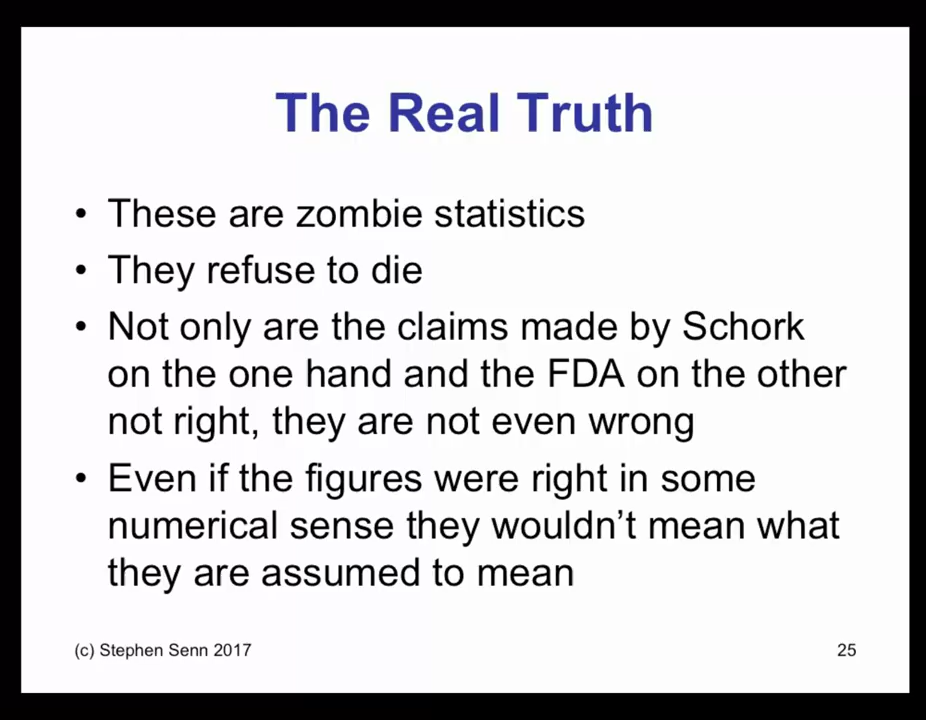 The Real Truth
• These are zombie statistics
• They refuse to die
• Not only are the claims made by Schork
on the one hand and the FDA on the other
not right, they are not even wrong
• Even if the figures were right in some
numerical sense they wouldn’t mean what
they are assumed to mean
(c) Stephen Senn 2017
25